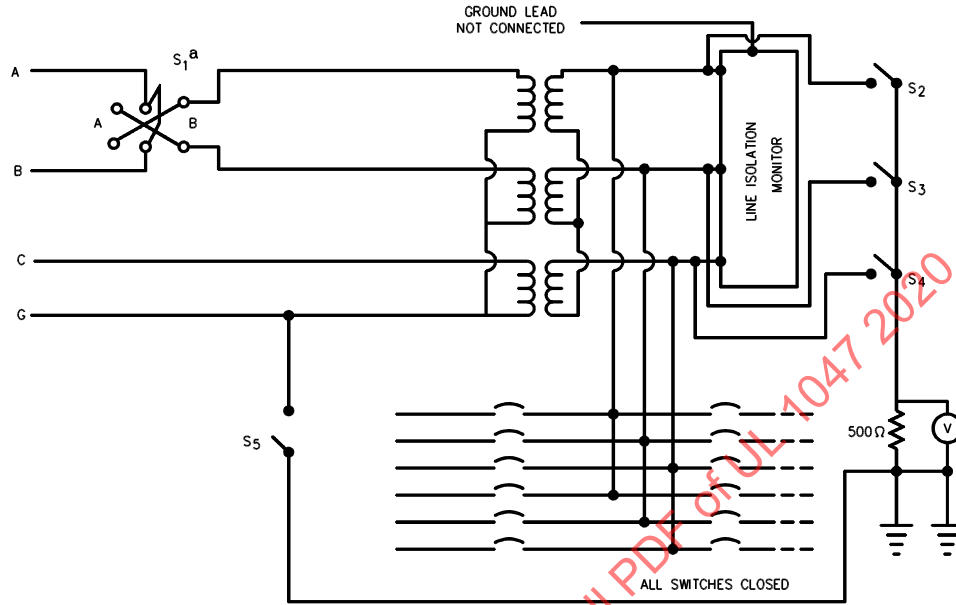 GROUND LEAD
NOT CONNECTED
A
S1a
A
B
B
C
G
LINE ISOLATION
MONITOR
S2
S3
S4
S5
500Ω
V
ALL SWITCHES CLOSED
PDF of UL 1047 2020